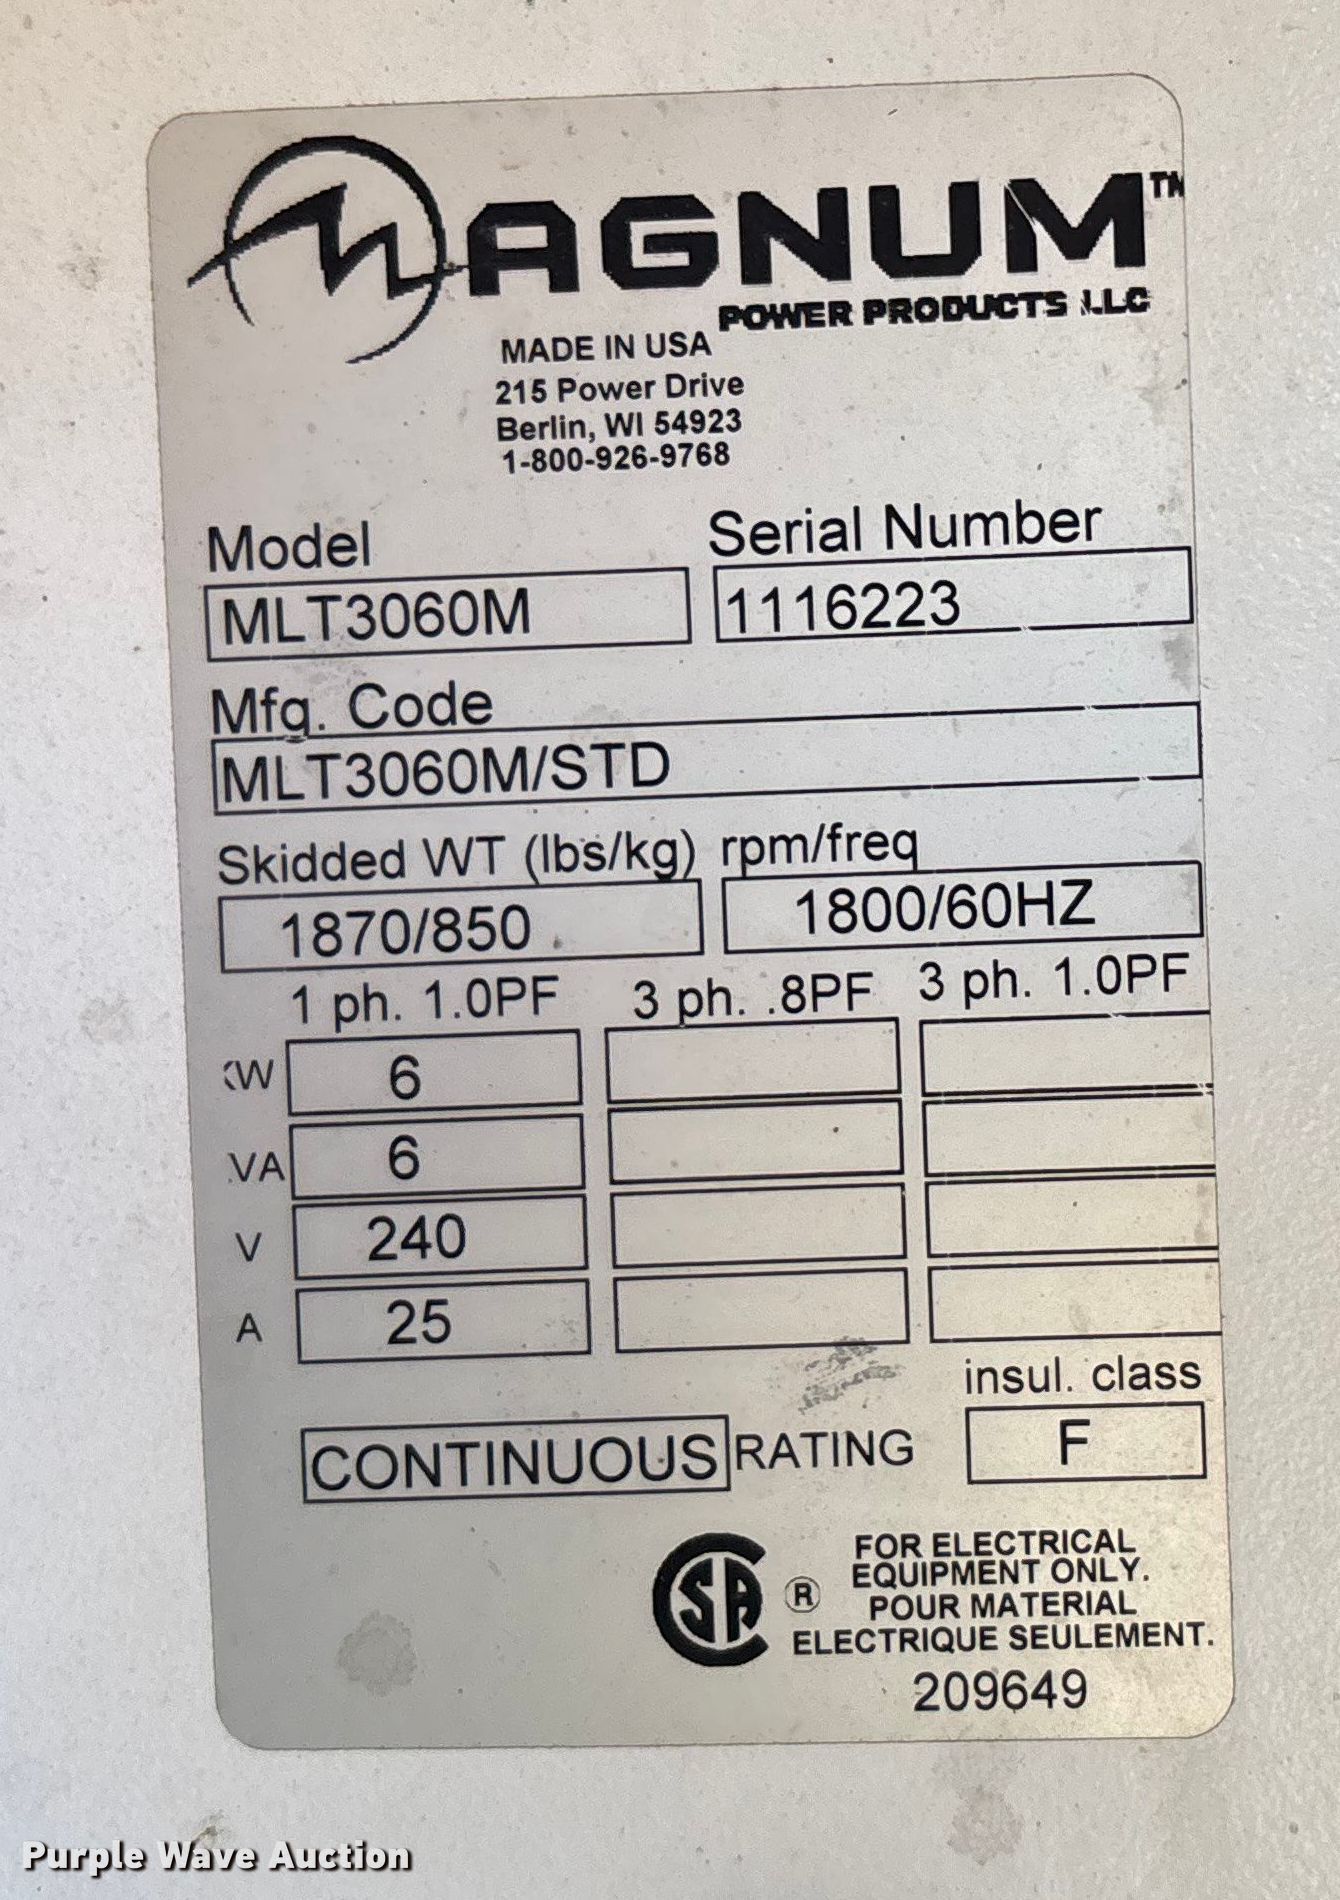 MAGNUM™
POWER PRODUCTS LLC
MADE IN USA
215 Power Drive
Berlin, WI 54923
1-800-926-9768
Model Serial Number
MLT3060M 1116223
Mfg. Code
MLT3060M/STD
Skidded WT (lbs/kg) rpm/freq
1870/850 1800/60HZ
1 ph. 1.0PF 3 ph. .8PF 3 ph. 1.0PF
KW 6
VA 6
V 240
A 25
insul. class
CONTINUOUS RATING F
CSA ® FOR ELECTRICAL
EQUIPMENT ONLY.
POUR MATERIAL
ELECTRIQUE SEULEMENT.
209649
Purple Wave Auction